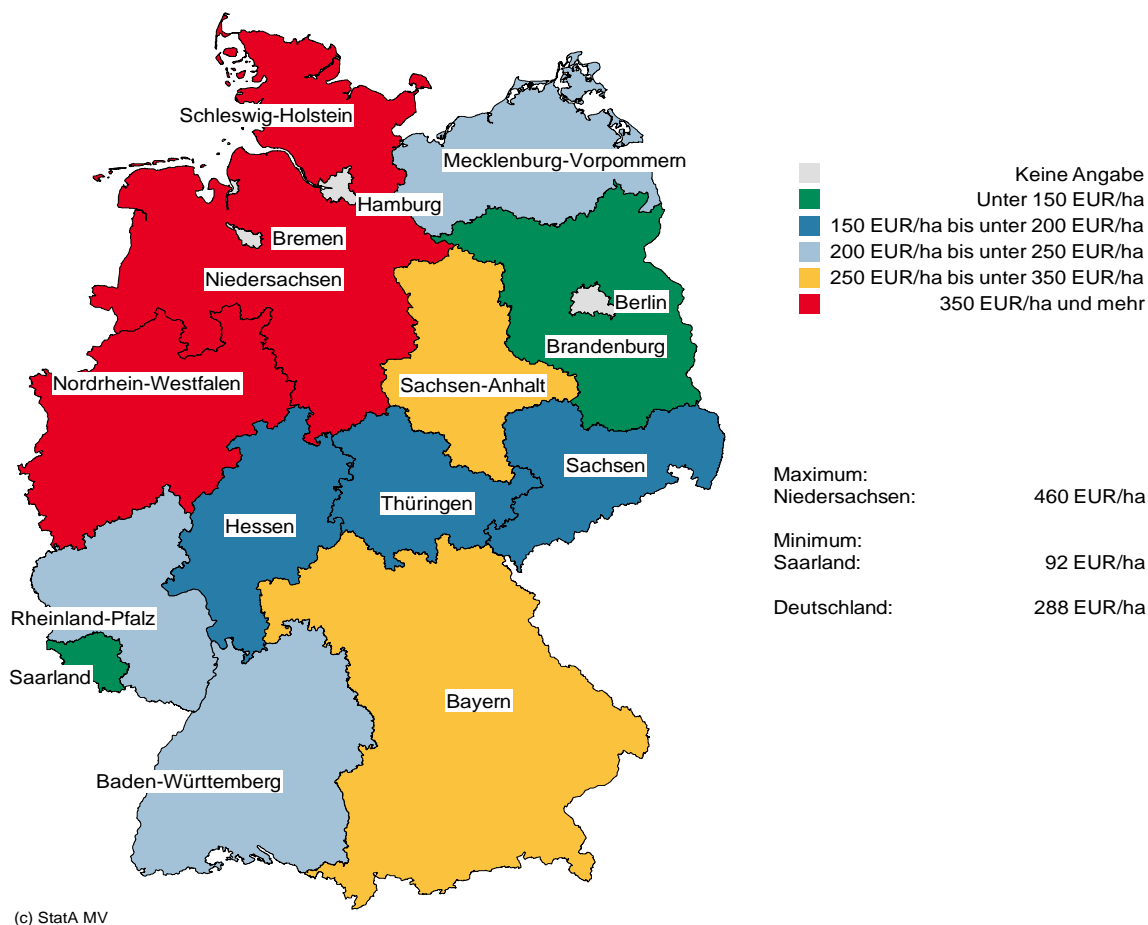 Schleswig-Holstein
Mecklenburg-Vorpommern
Hamburg
Bremen
Niedersachsen
Berlin
Brandenburg
Nordrhein-Westfalen
Sachsen-Anhalt
Sachsen
Thüringen
Hessen
Rheinland-Pfalz
Saarland
Bayern
Baden-Württemberg
Keine Angabe
Unter 150 EUR/ha
150 EUR/ha bis unter 200 EUR/ha
200 EUR/ha bis unter 250 EUR/ha
250 EUR/ha bis unter 350 EUR/ha
350 EUR/ha und mehr
Maximum:
Niedersachsen: 460 EUR/ha
Minimum:
Saarland: 92 EUR/ha
Deutschland: 288 EUR/ha
(c) StatA MV